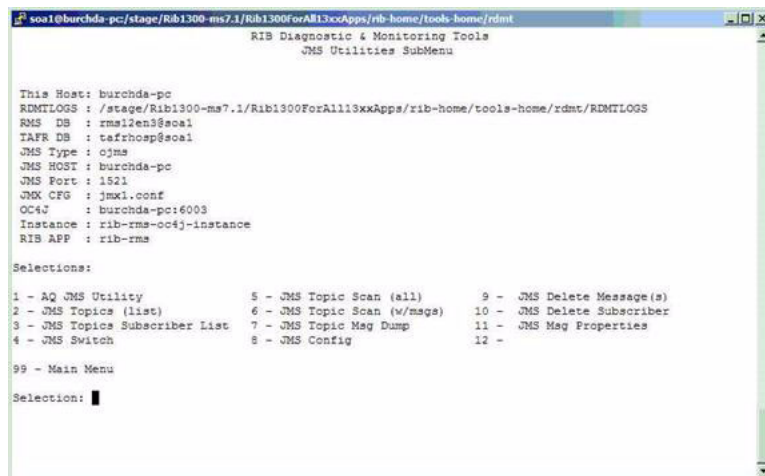 soa1@burchda-pc:/stage/Rib1300-ms7.1/Rib1300ForAll13xxApps/rib-home/tools-home/rdmt
RIB Diagnostic & Monitoring Tools
JMS Utilities SubMenu
This Host: burchda-pc
RDMTLOGS : /stage/Rib1300-ms7.1/Rib1300ForAll13xxApps/rib-home/tools-home/rdmt/RDMTLOGS
RMS DB : rms12en3@soa1
TAFR DB : tafrhosp@soa1
JMS Type : ojms
JMS HOST : burchda-pc
JMS Port : 1521
JMX CFG : jmx1.conf
OC4J : burchda-pc:6003
Instance : rib-rms-oc4j-instance
RIB APP : rib-rms
Selections:
1 - AQ JMS Utility 5 - JMS Topic Scan (all) 9 - JMS Delete Message(s)
2 - JMS Topics (list) 6 - JMS Topic Scan (w/msgs) 10 - JMS Delete Subscriber
3 - JMS Topics Subscriber List 7 - JMS Topic Msg Dump 11 - JMS Msg Properties
4 - JMS Switch 8 - JMS Config 12 -
99 - Main Menu
Selection: